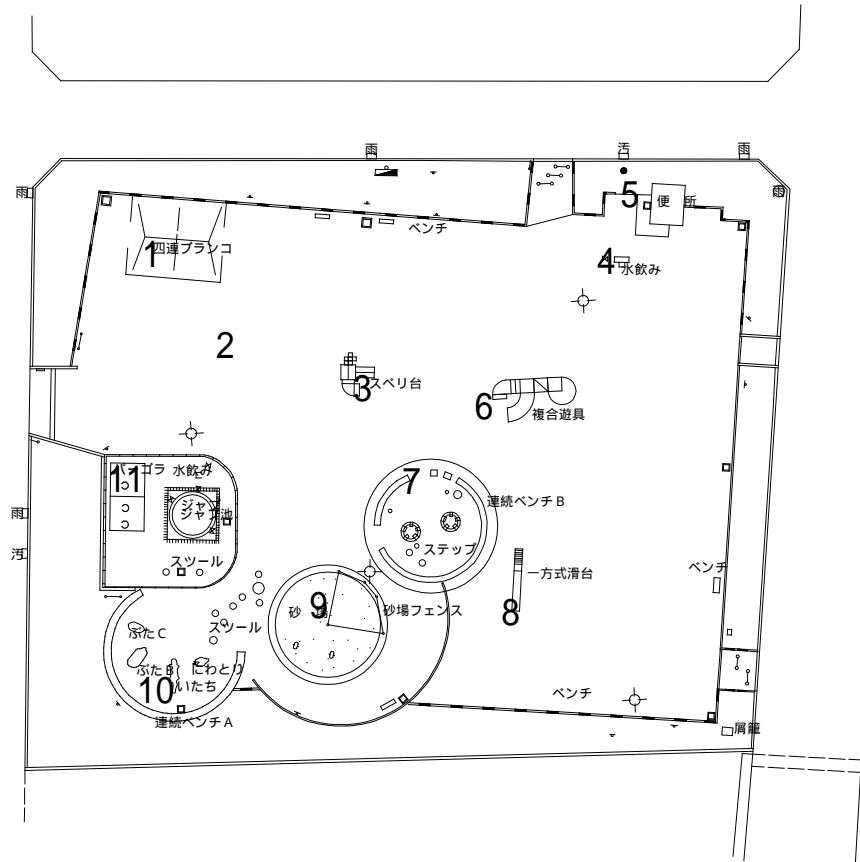 雨
汚
雨
雨
雨
5
便 所
ベンチ
1
四連ブランコ
4
水飲み
2
3
スベリ台
6
複合遊具
11
パーゴラ
水飲み
7
連続ベンチB
雨
ジャブ池
汚
ステップ
スツール
一方式滑台
ベンチ
9
砂 場
砂場フェンス
8
ふたC
スツール
ぶたB
にわとり
いたち
10
連続ベンチA
ベンチ
屑籠